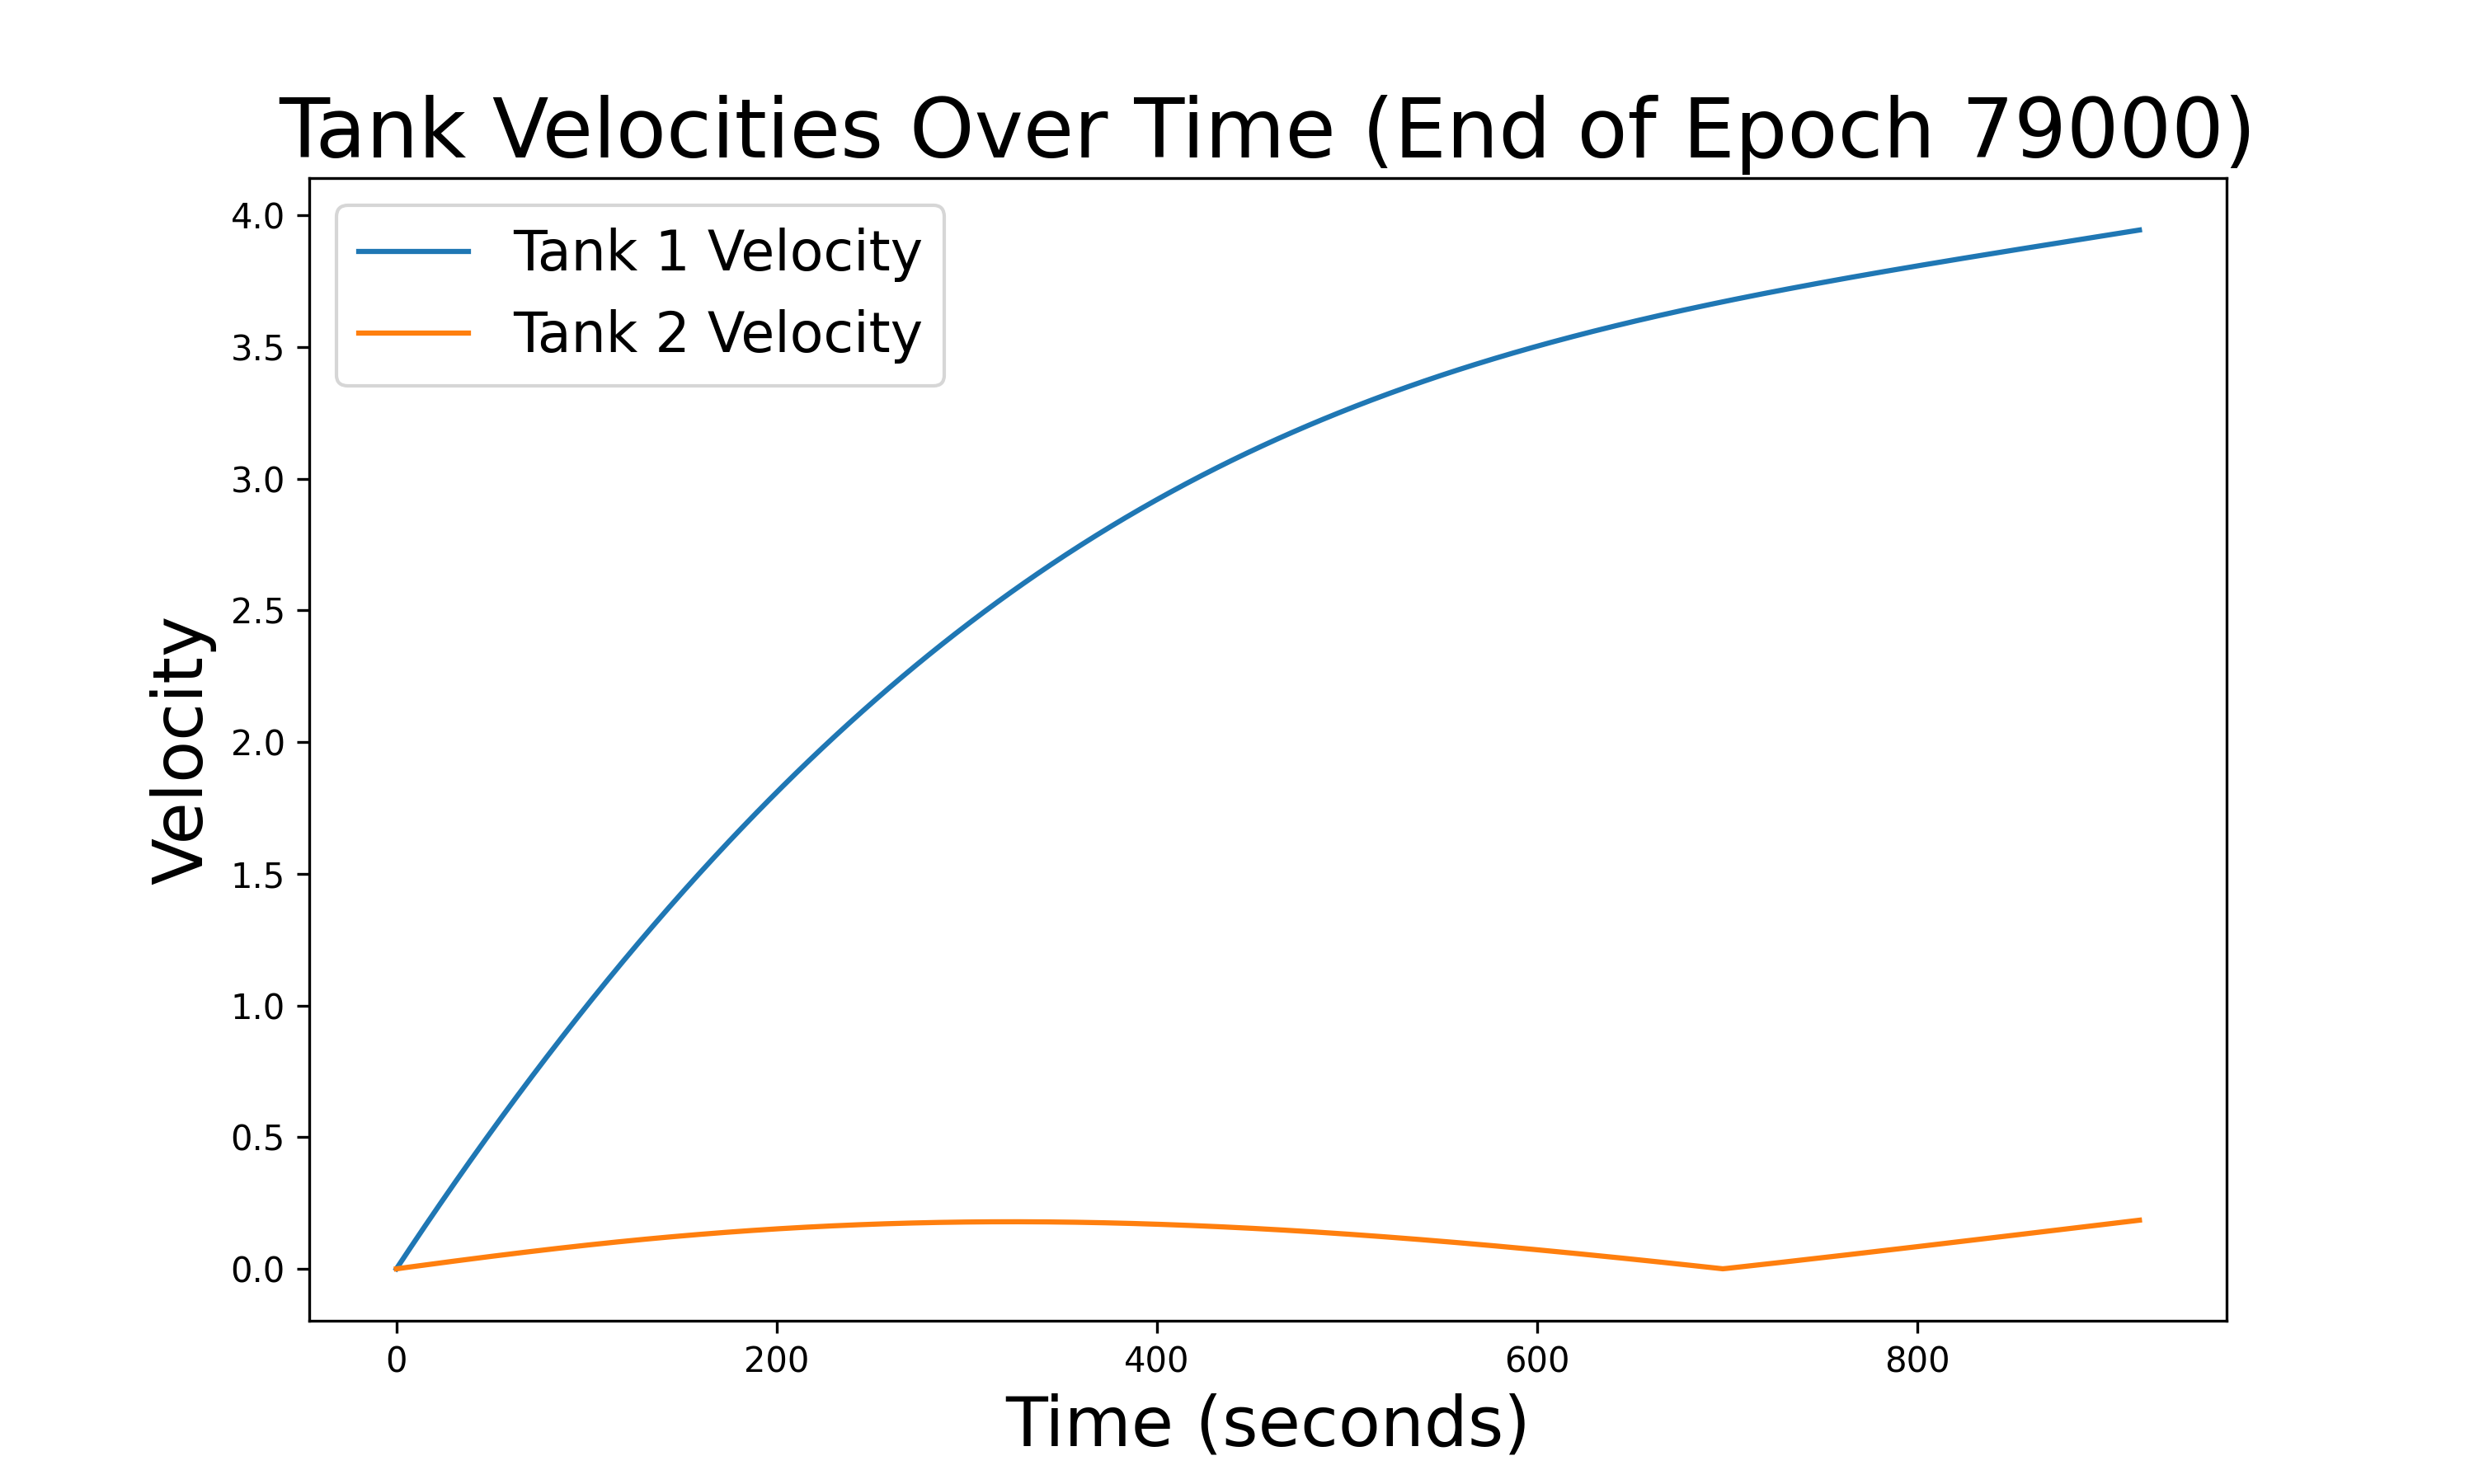 Tank Velocities Over Time (End of Epoch 79000)
Tank 1 Velocity
Tank 2 Velocity
Velocity
4.0
3.5
3.0
2.5
2.0
1.5
1.0
0.5
0.0
0 200 400 600 800
Time (seconds)